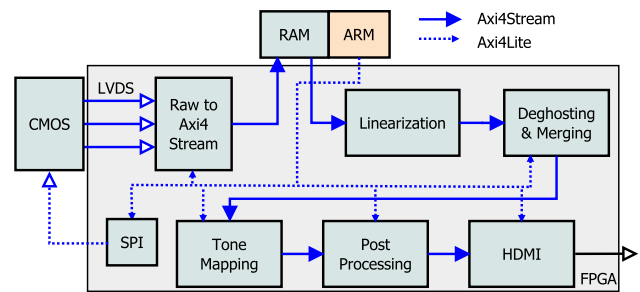 RAM
ARM
Axi4Stream
Axi4Lite
CMOS
LVDS
Raw to
Axi4
Stream
Linearization
Deghosting
& Merging
SPI
Tone
Mapping
Post
Processing
HDMI
FPGA